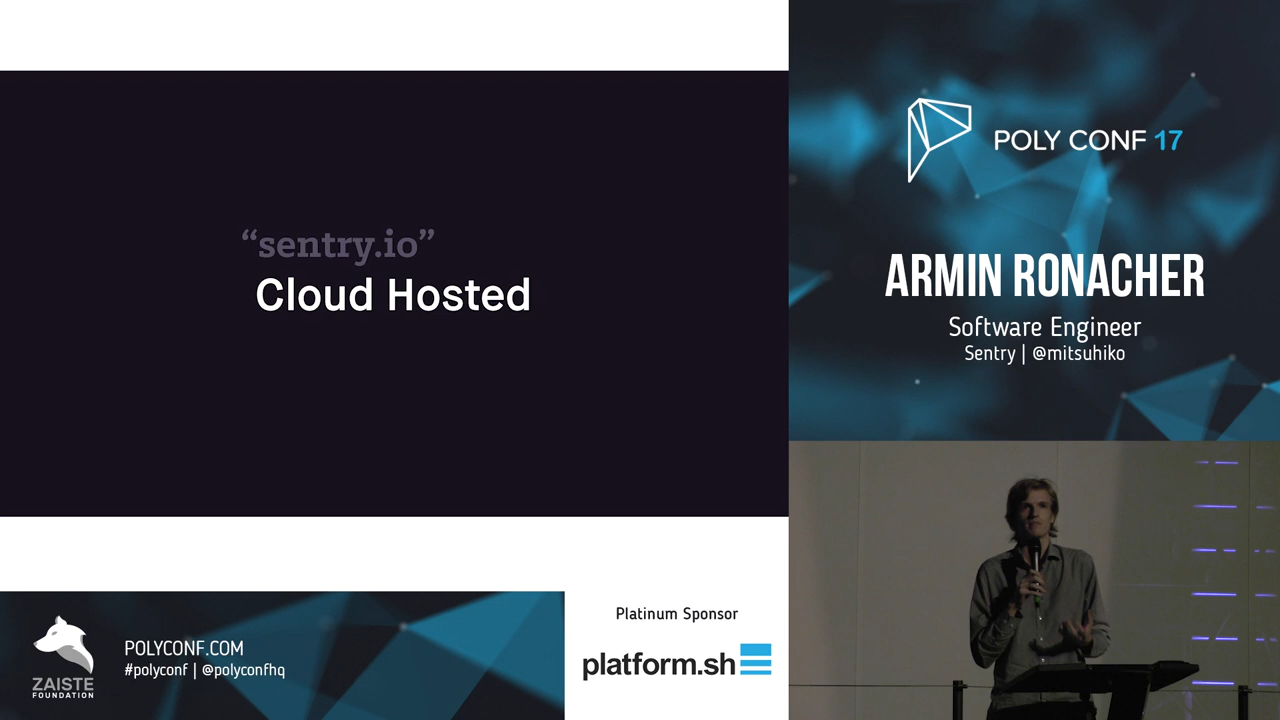 “sentry.io”
Cloud Hosted
POLY CONF 17
ARMIN RONACHER
Software Engineer
Sentry | @mitsuhiko
ZAISTE
FOUNDATION
POLYCONF.COM
#polyconf | @polyconfhq
Platinum Sponsor
platform.sh